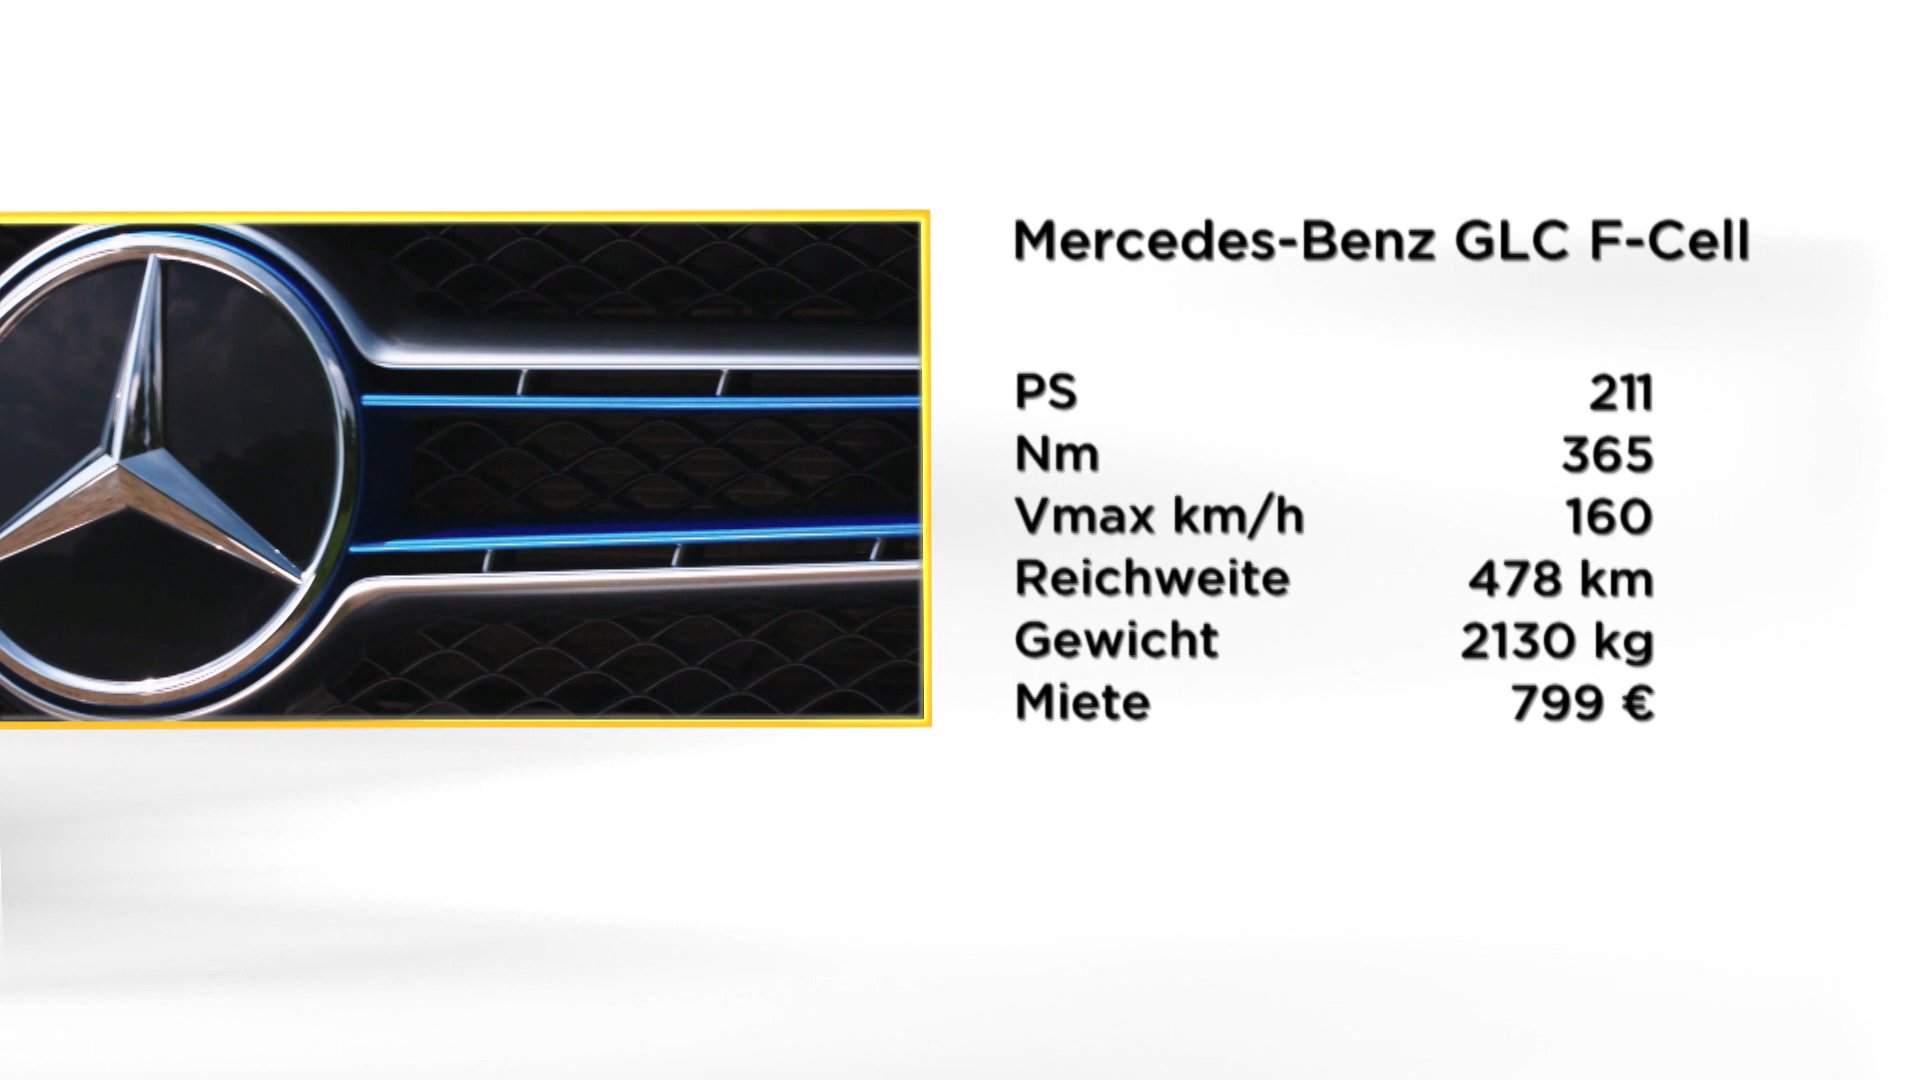 Mercedes-Benz GLC F-Cell
PS 211
Nm 365
Vmax km/h 160
Reichweite 478 km
Gewicht 2130 kg
Miete 799 €